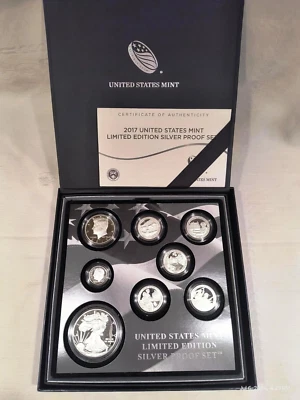 UNITED STATES MINT
CERTIFICATE OF AUTHENTICITY
2017 UNITED STATES MINT
LIMITED EDITION SILVER PROOF SET
UNITED STATES MINT
LIMITED EDITION
SILVER PROOF SET™